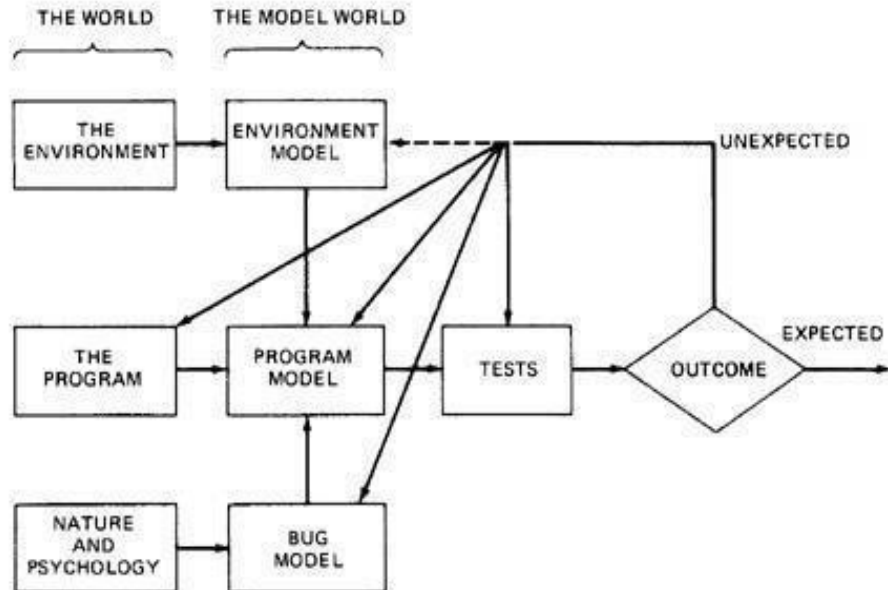 THE WORLD
THE MODEL WORLD
THE
ENVIRONMENT
ENVIRONMENT
MODEL
UNEXPECTED
THE
PROGRAM
PROGRAM
MODEL
TESTS
OUTCOME
EXPECTED
NATURE
AND
PSYCHOLOGY
BUG
MODEL